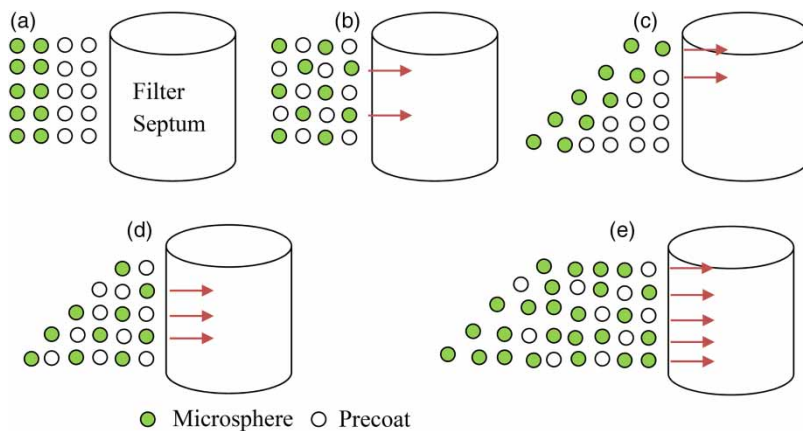 (a)
(b)
(c)
Filter
Septum
(d)
(e)
Microsphere
Precoat